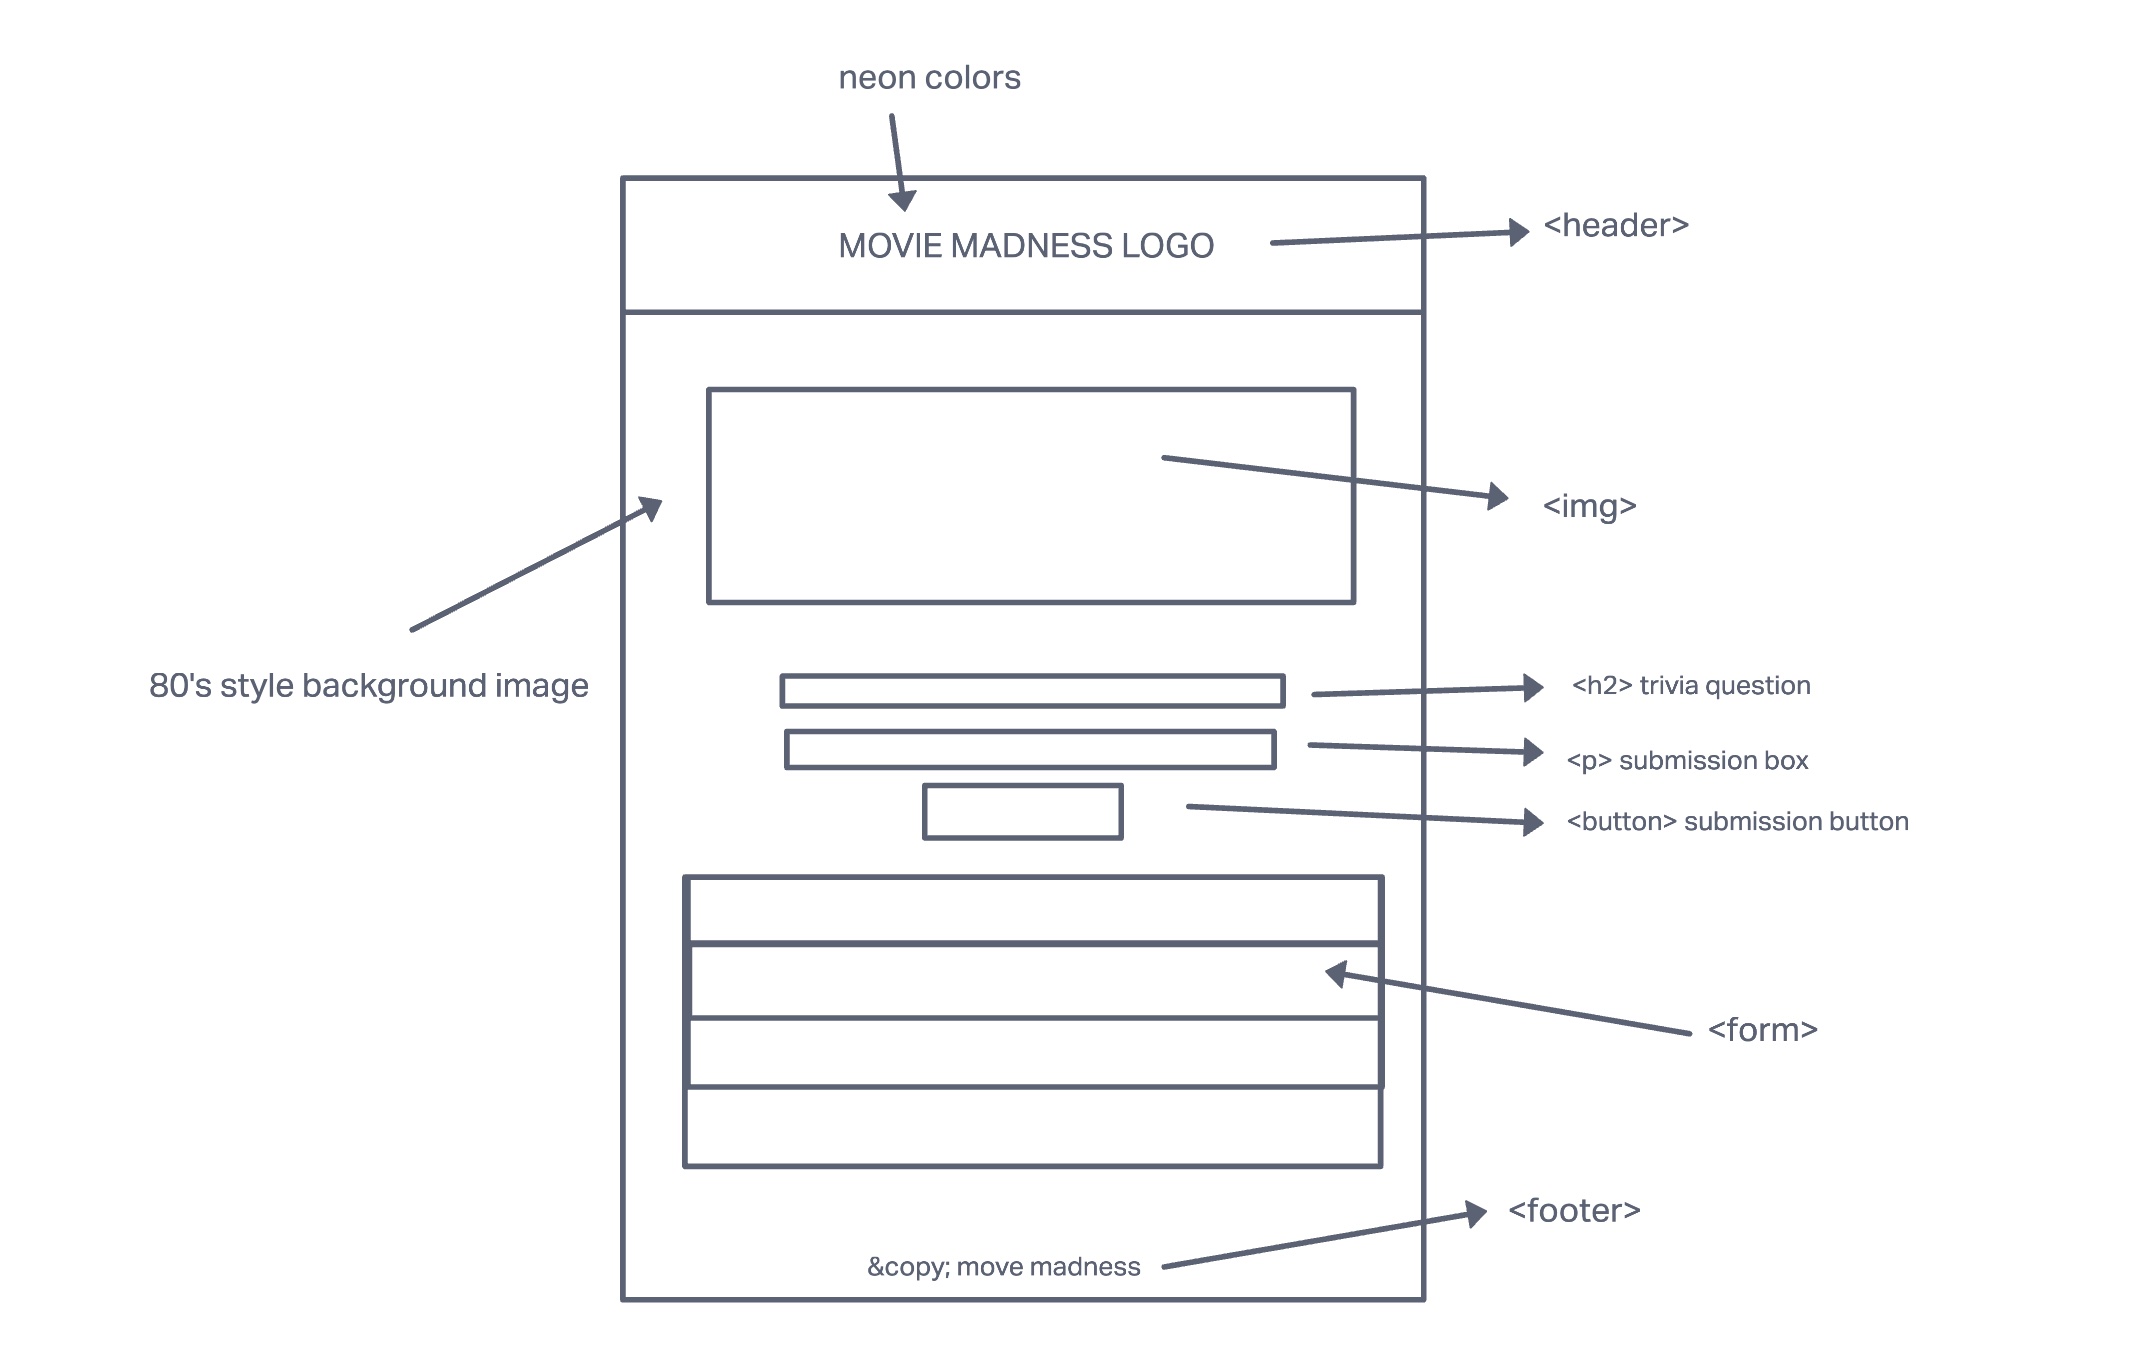 neon colors
MOVIE MADNESS LOGO
<header>
<img>
80's style background image
<h2> trivia question
<p> submission box
<button> submission button
<form>
<footer>
&copy; move madness